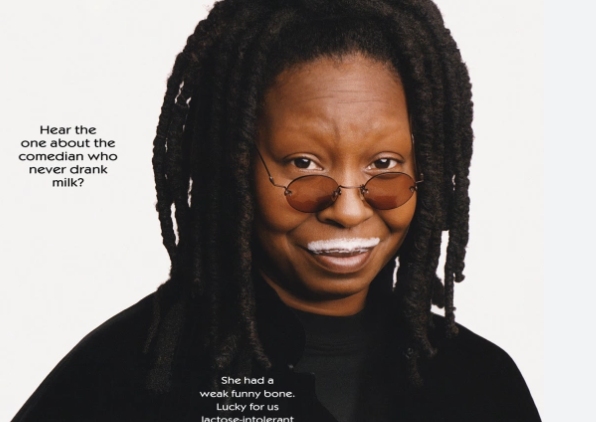 Hear the
one about the
comedian who
never drank
milk?
She had a
weak funny bone.
Lucky for us
lactose-intolerant